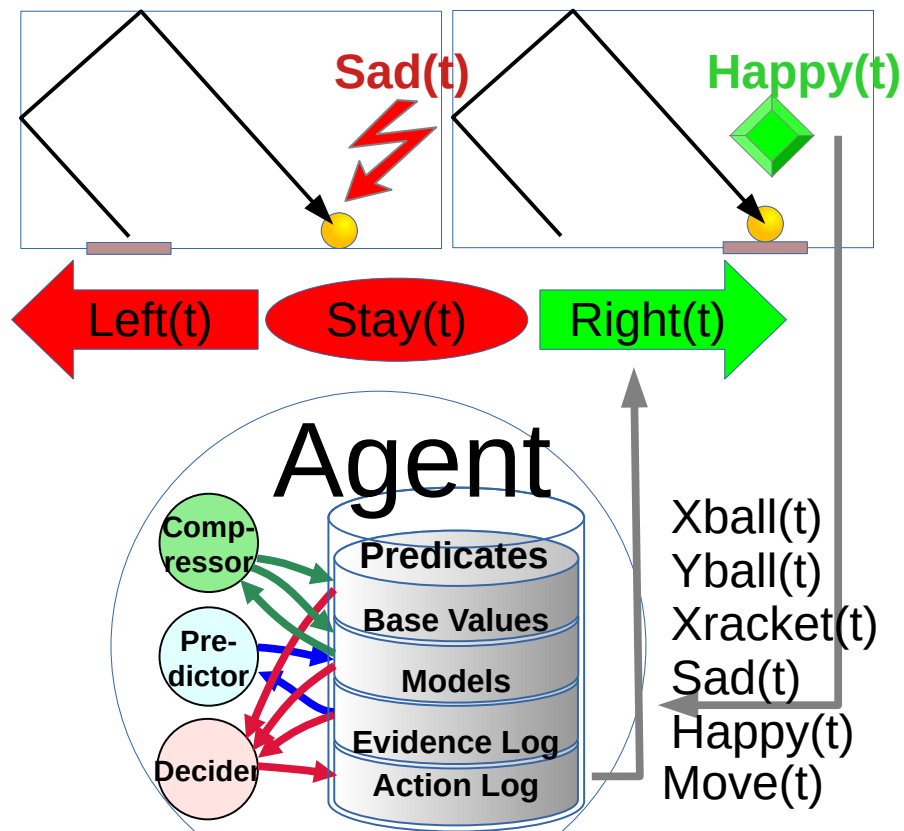 Sad(t)
Happy(t)
Left(t)
Stay(t)
Right(t)
Agent
Comp-
ressor
Pre-
dictor
Decider
Predicates
Base Values
Models
Evidence Log
Action Log
Xball(t)
Yball(t)
Xracket(t)
Sad(t)
Happy(t)
Move(t)